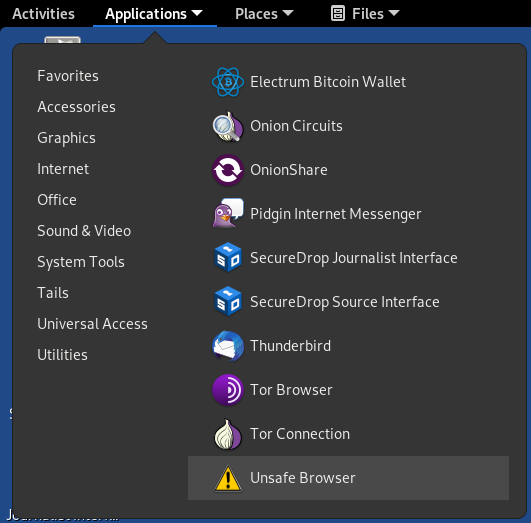 Activities Applications Places Files
Favorites
Accessories
Graphics
Internet
Office
Sound & Video
System Tools
Tails
Universal Access
Utilities
Electrum Bitcoin Wallet
Onion Circuits
OnionShare
Pidgin Internet Messenger
SecureDrop Journalist Interface
SecureDrop Source Interface
Thunderbird
Tor Browser
Tor Connection
Unsafe Browser